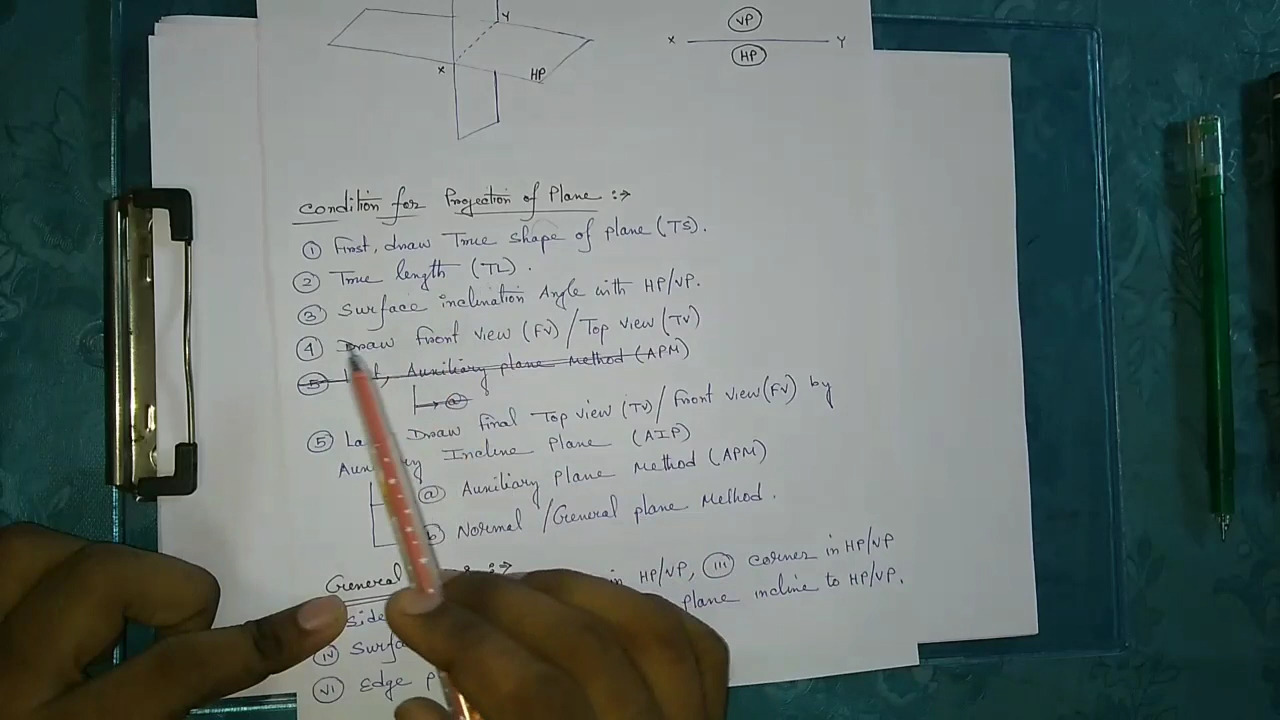 Y
VP
X Y
HP
X
HP
Condition for Projection of Plane :→
① First, draw True shape of plane (TS).
② True length (TL).
③ Surface inclination Angle with HP/VP.
④ Draw front view (FV) / Top view (TV)
⑤ Auxiliary plane Method (APM)
→ ⓐ
⑤ Draw final Top view (TV) / front view (FV) by
Incline Plane (AIP)
ⓐ Auxiliary Plane Method (APM)
ⓑ Normal / General plane Method.
General :→
side in HP/VP, (iii) corner in HP/VP
(iv) plane incline to HP/VP.
(vi) Edge